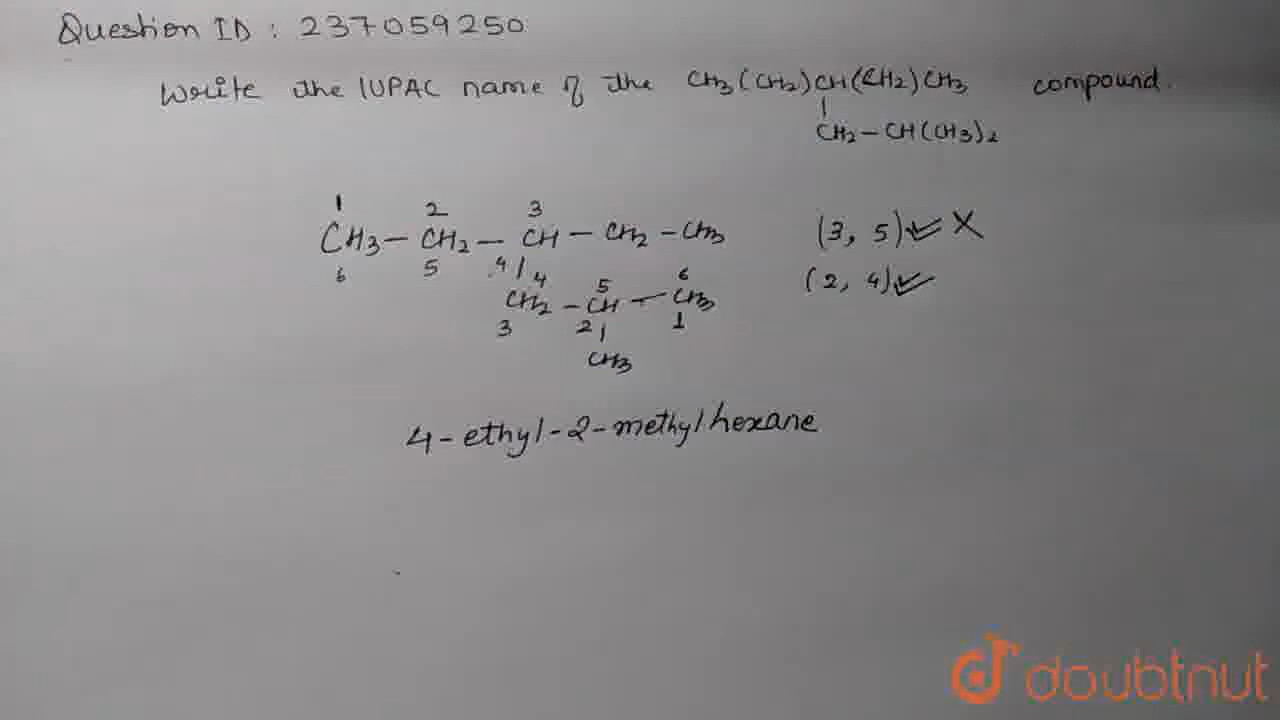 Question ID : 237059250
Write the IUPAC name of the CH3(CH2)CH(CH2)CH3 compound.
|
CH2-CH(CH3)2
1 2 3
CH3-CH2-CH-CH2-CH3 (3, 5)✓ X
6 5 4 | 4 5 6 (2, 4)✓
CH2-CH-CH3
3 2 | 1
CH3
4-ethyl-2-methylhexane
doubtnut